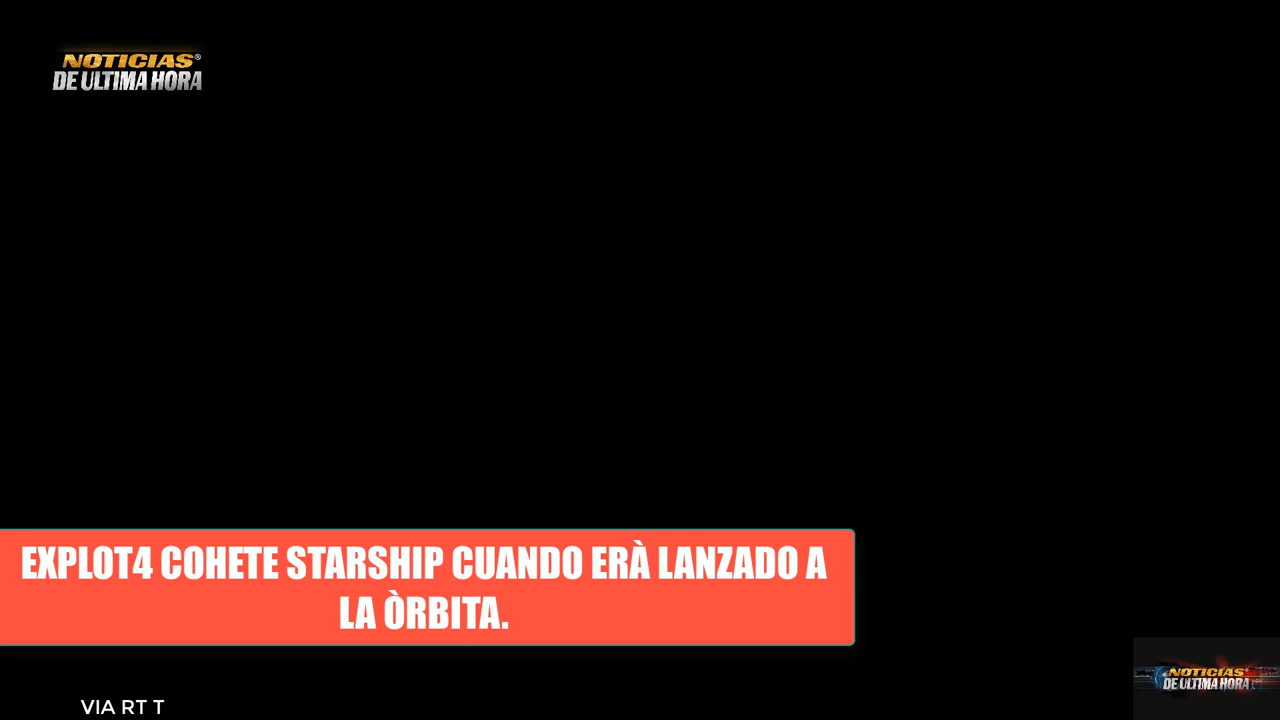 NOTICIAS®
DE ULTIMA HORA
EXPLOT4 COHETE STARSHIP CUANDO ERÀ LANZADO A
LA ÒRBITA.
NOTICIAS
DE ULTIMA HORA
VIA RT T